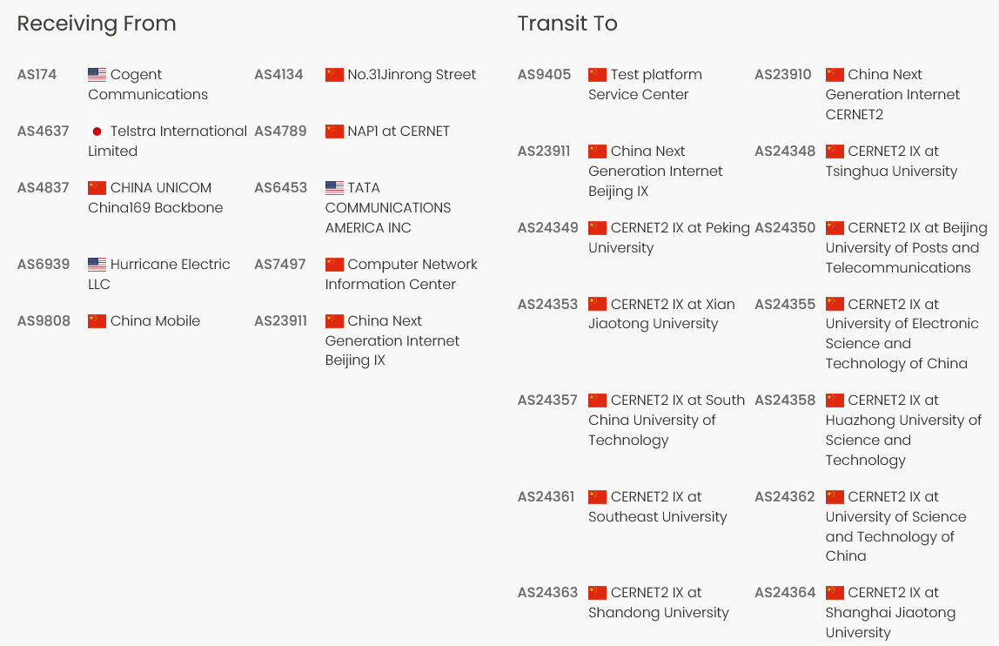 Receiving From
AS174
Cogent
Communications
AS4134
No.31Jinrong Street
AS4637
Telstra International
Limited
AS4789
NAP1 at CERNET
AS4837
CHINA UNICOM
China169 Backbone
AS6453
TATA
COMMUNICATIONS
AMERICA INC
AS6939
Hurricane Electric
LLC
AS7497
Computer Network
Information Center
AS9808
China Mobile
AS23911
China Next
Generation Internet
Beijing IX
Transit To
AS9405
Test platform
Service Center
AS23910
China Next
Generation Internet
CERNET2
AS23911
China Next
Generation Internet
Beijing IX
AS24348
CERNET2 IX at
Tsinghua University
AS24349
CERNET2 IX at Peking
University
AS24350
CERNET2 IX at Beijing
University of Posts and
Telecommunications
AS24353
CERNET2 IX at Xian
Jiaotong University
AS24355
CERNET2 IX at
University of Electronic
Science and
Technology of China
AS24357
CERNET2 IX at South
China University of
Technology
AS24358
CERNET2 IX at
Huazhong University of
Science and
Technology
AS24361
CERNET2 IX at
Southeast University
AS24362
CERNET2 IX at
University of Science
and Technology of
China
AS24363
CERNET2 IX at
Shandong University
AS24364
CERNET2 IX at
Shanghai Jiaotong
University